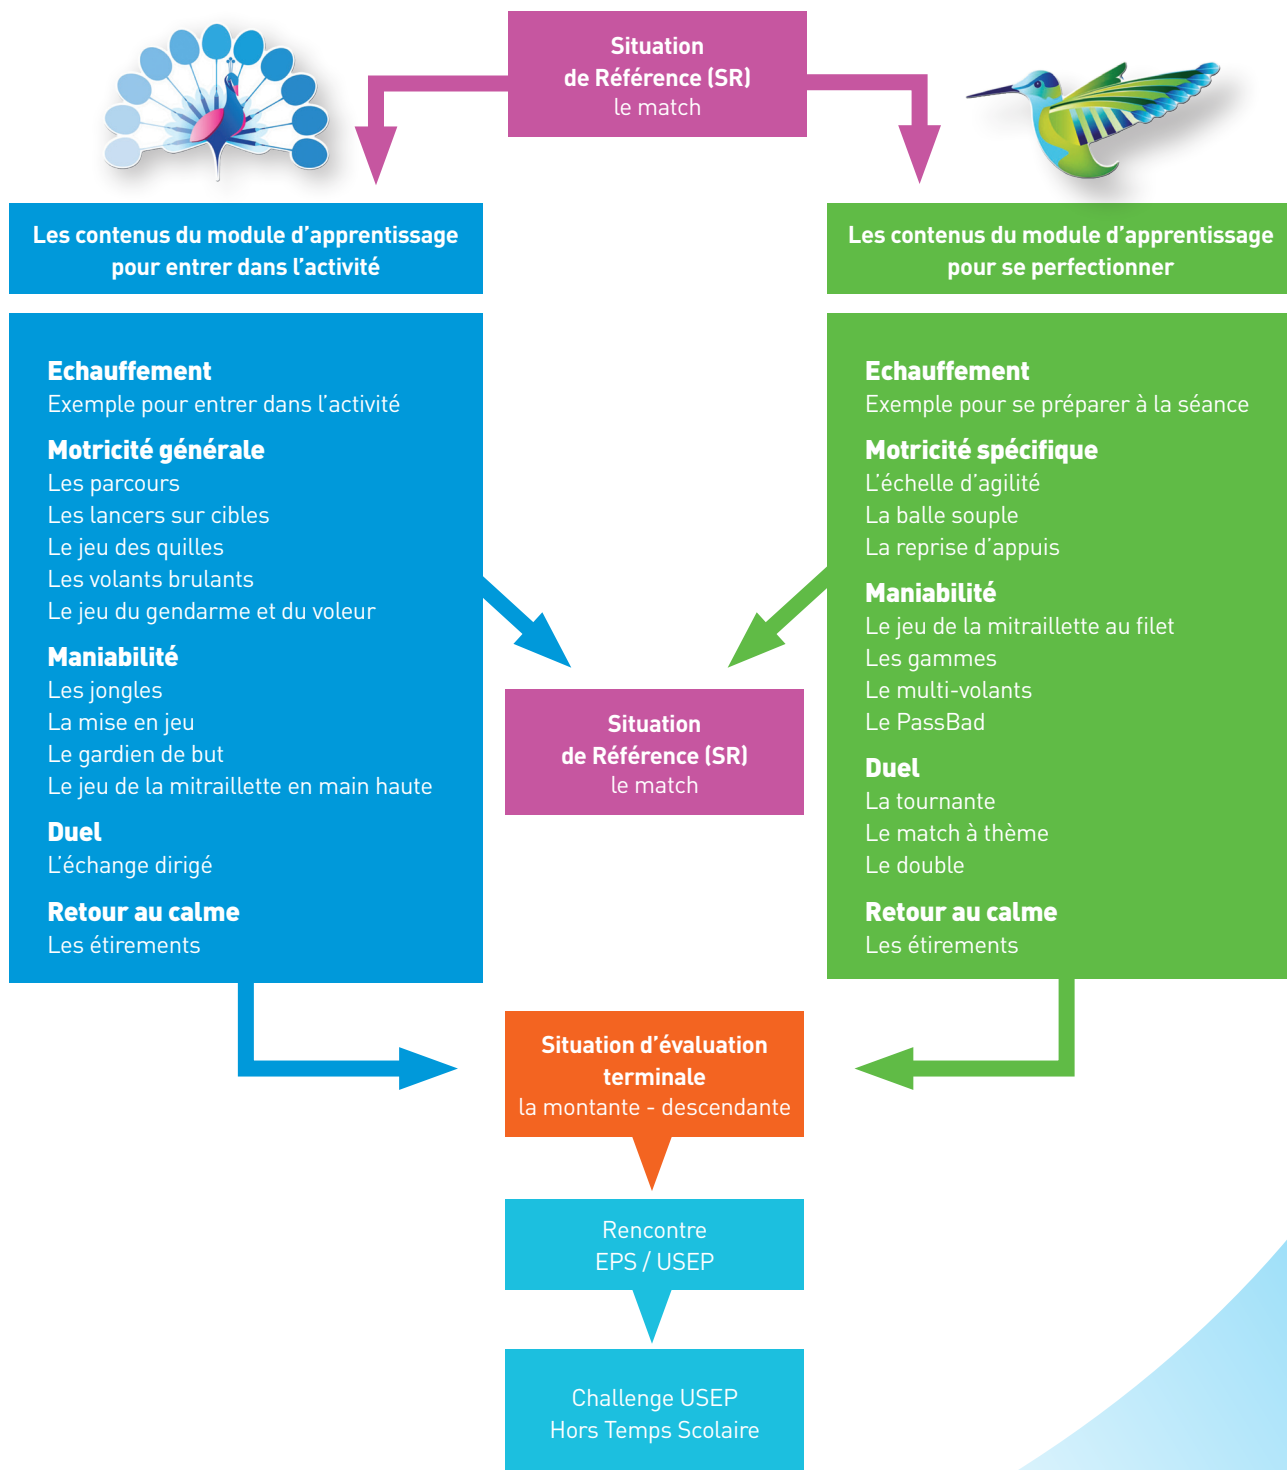 Situation
de Référence (SR)
le match
Les contenus du module d’apprentissage
pour entrer dans l’activité
Echauffement
Exemple pour entrer dans l’activité
Motricité générale
Les parcours
Les lancers sur cibles
Le jeu des quilles
Les volants brulants
Le jeu du gendarme et du voleur
Maniabilité
Les jongles
La mise en jeu
Le gardien de but
Le jeu de la mitraillette en main haute
Duel
L’échange dirigé
Retour au calme
Les étirements
Les contenus du module d’apprentissage
pour se perfectionner
Echauffement
Exemple pour se préparer à la séance
Motricité spécifique
L’échelle d’agilité
La balle souple
La reprise d’appuis
Maniabilité
Le jeu de la mitraillette au filet
Les gammes
Le multi-volants
Le PassBad
Duel
La tournante
Le match à thème
Le double
Retour au calme
Les étirements
Situation
de Référence (SR)
le match
Situation d’évaluation
terminale
la montante - descendante
Rencontre
EPS / USEP
Challenge USEP
Hors Temps Scolaire